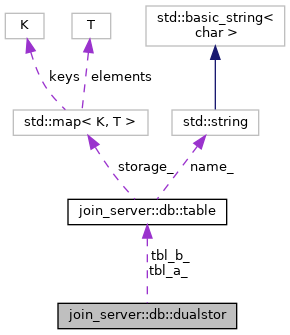 K
T
std::basic_string<
char >
keys
elements
std::map< K, T >
std::string
storage_
name_
join_server::db::table
tbl_b_
tbl_a_
join_server::db::dualstor